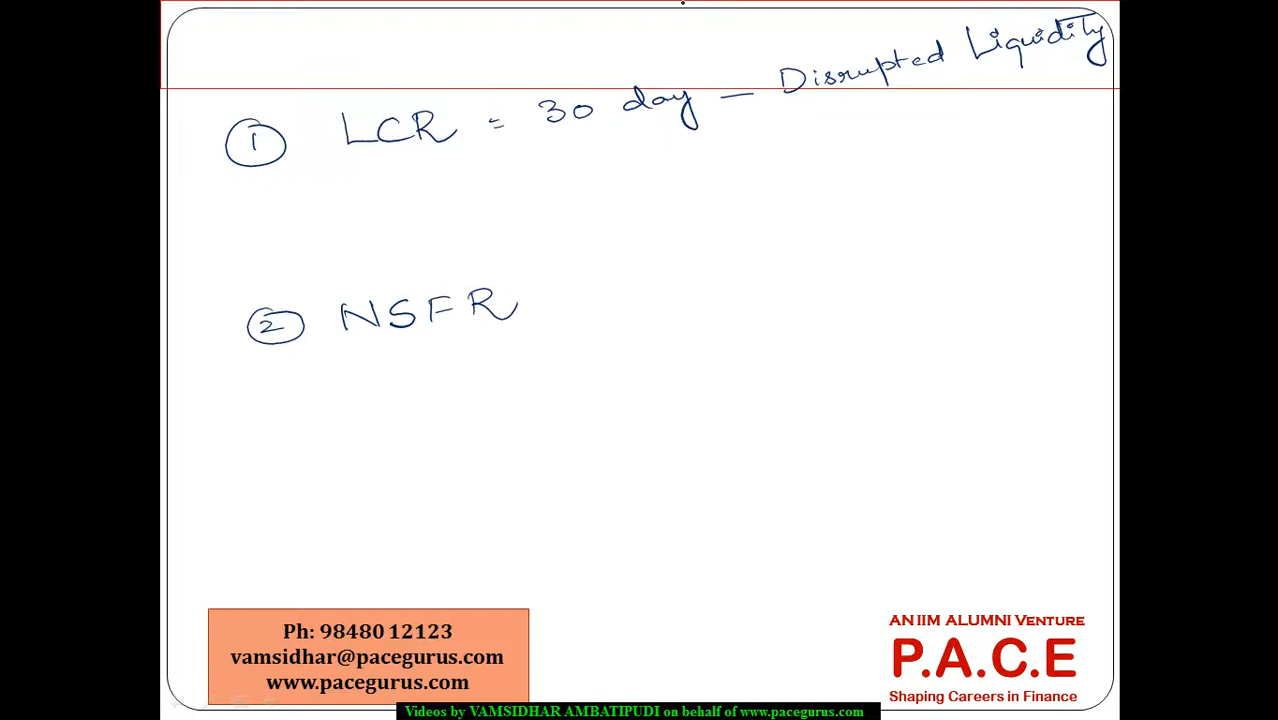 ① LCR = 30 day — Disrupted Liquidity
② NSFR
Ph: 98480 12123
vamsidhar@pacegurus.com
www.pacegurus.com
AN IIM ALUMNI VENTURE
P.A.C.E
Shaping Careers in Finance
Videos by VAMSIDHAR AMBATIPUDI on behalf of www.pacegurus.com